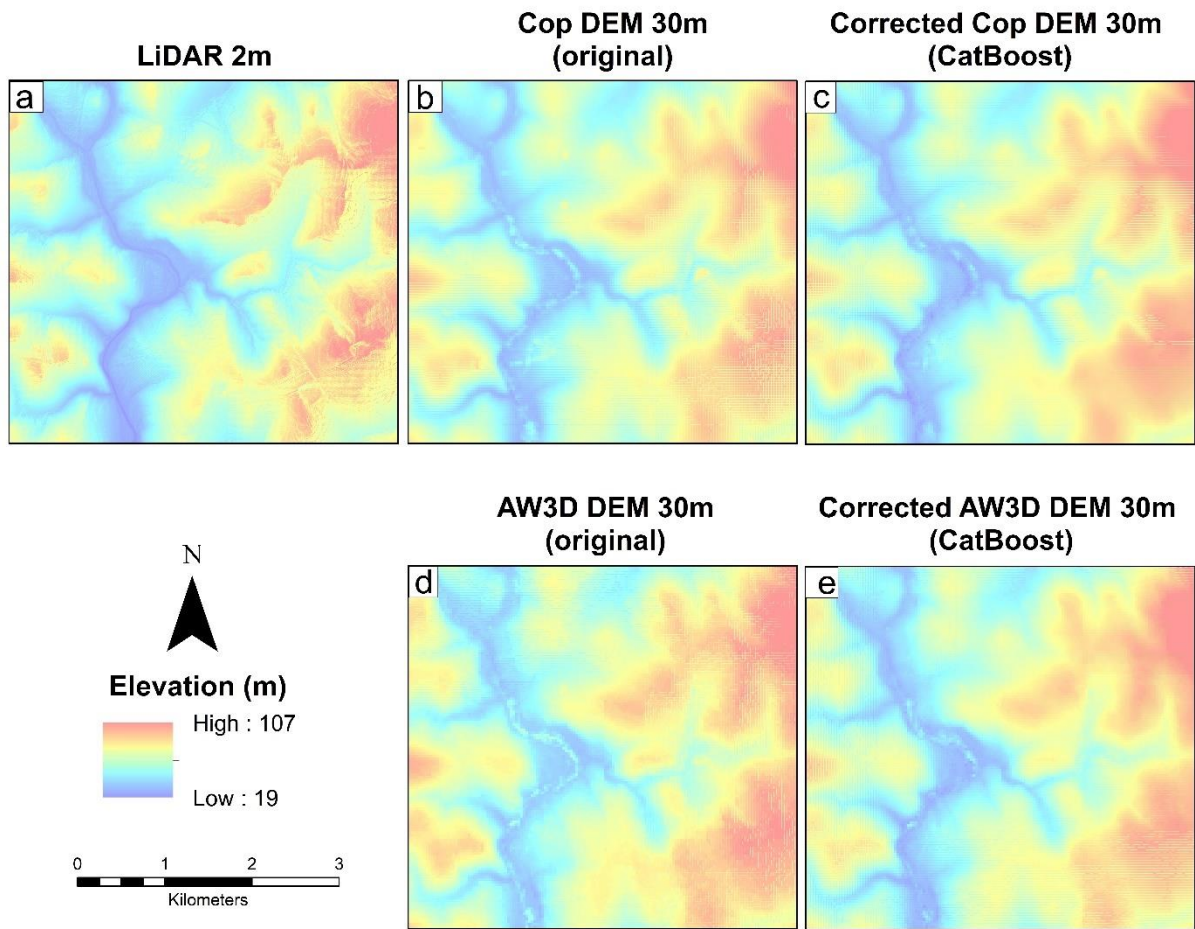 LiDAR 2m
Cop DEM 30m
(original)
Corrected Cop DEM 30m
(CatBoost)
a
b
c
AW3D DEM 30m
(original)
Corrected AW3D DEM 30m
(CatBoost)
d
e
N
Elevation (m)
High : 107
Low : 19
0 1 2 3
Kilometers